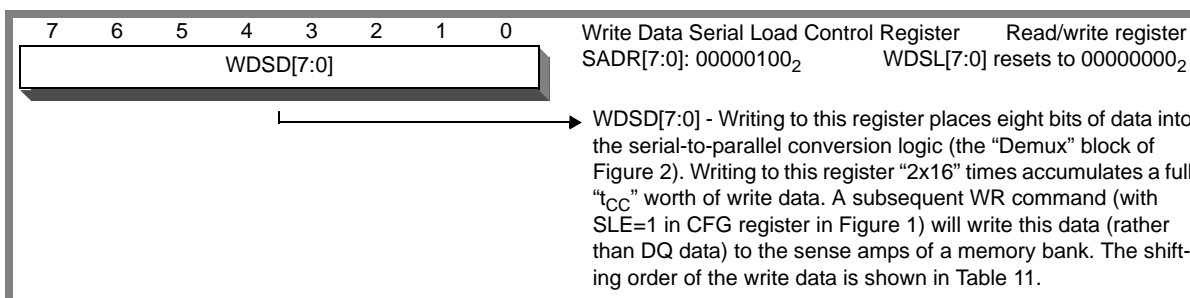 7 6 5 4 3 2 1 0
WDSD[7:0]
Write Data Serial Load Control Register Read/write register
SADR[7:0]: 00000100₂ WDSL[7:0] resets to 00000000₂
WDSD[7:0] - Writing to this register places eight bits of data into
the serial-to-parallel conversion logic (the “Demux” block of
Figure 2). Writing to this register “2x16” times accumulates a full
“tCC” worth of write data. A subsequent WR command (with
SLE=1 in CFG register in Figure 1) will write this data (rather
than DQ data) to the sense amps of a memory bank. The shift-
ing order of the write data is shown in Table 11.